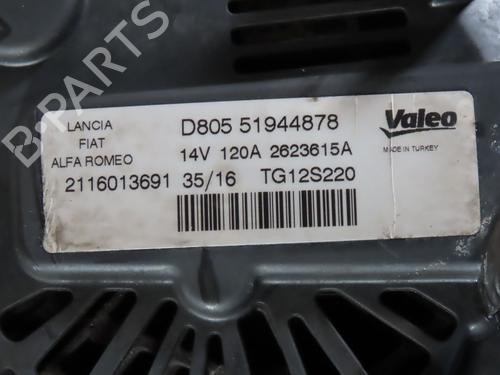 LANCIA
FIAT
ALFA ROMEO
D805 51944878
14V 120A 2623615A
2116013691 35/16 TG12S220
Valeo
MADE IN TURKEY
B-PARTS